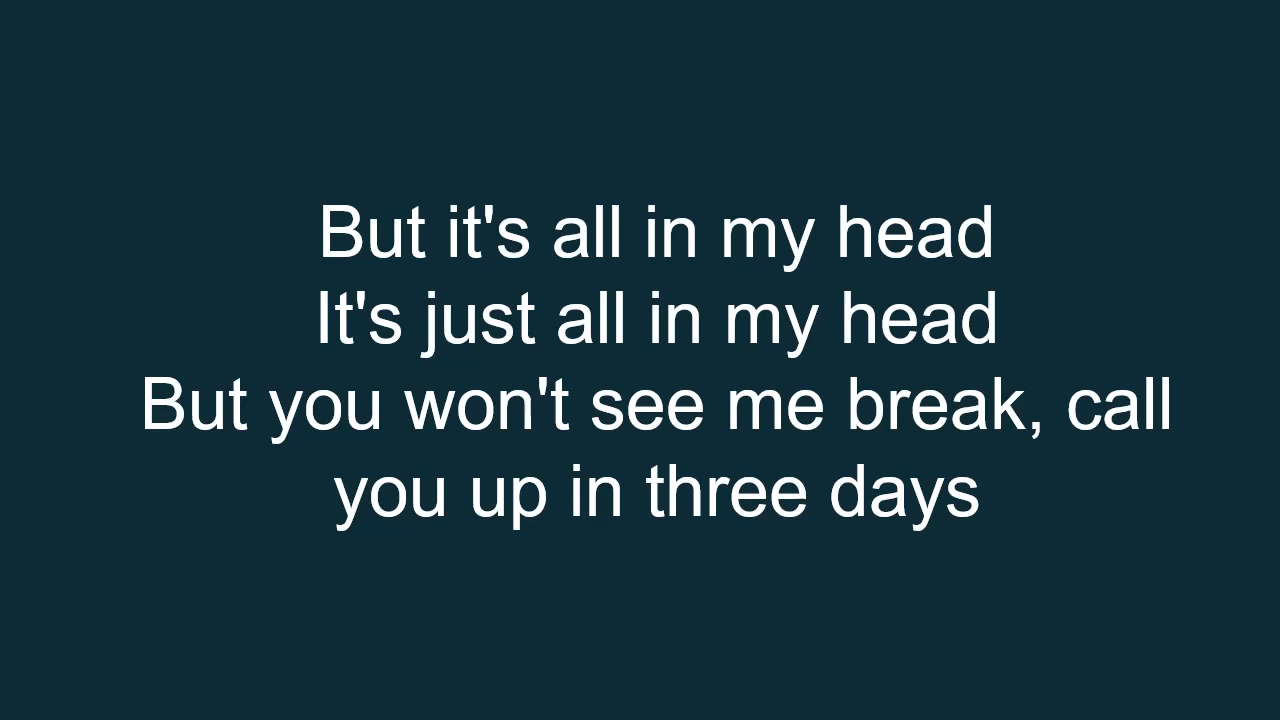 But it's all in my head
It's just all in my head
But you won't see me break, call
you up in three days